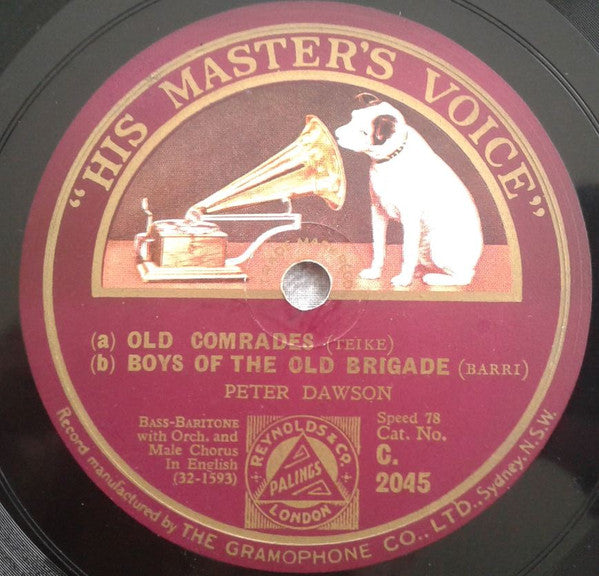 "HIS MASTER'S VOICE"
(a) OLD COMRADES (TEIKE)
(b) BOYS OF THE OLD BRIGADE (BARRI)
PETER DAWSON
BASS-BARITONE
with Orch. and
Male Chorus
In English
(32-1593)
REYNOLDS & CO.
PALINGS
LONDON
Speed 78
Cat. No.
C.
2045
Record manufactured by THE GRAMOPHONE CO., LTD., Sydney, N.S.W.